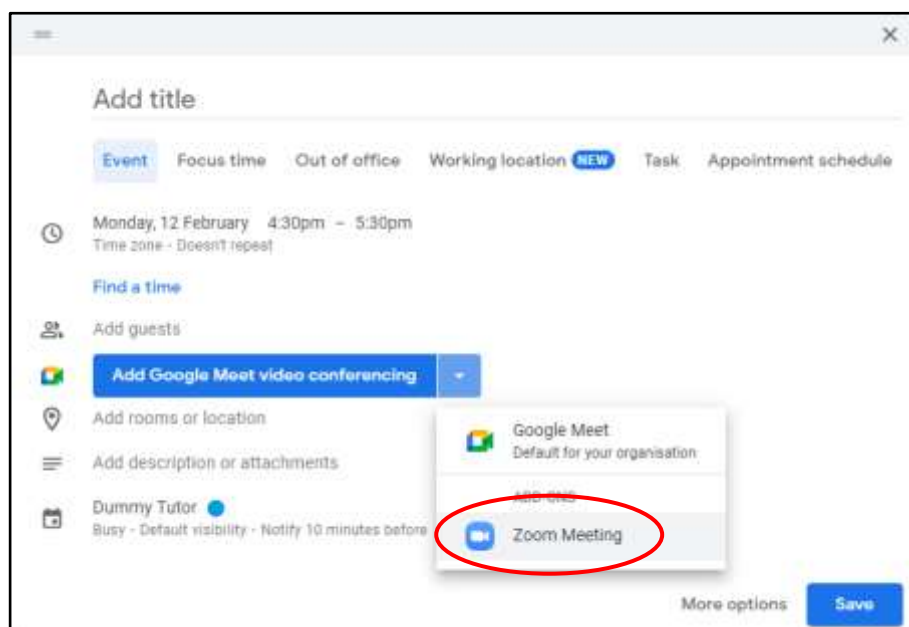 Add title
Event Focus time Out of office Working location NEW Task Appointment schedule
Monday, 12 February 4:30pm – 5:30pm
Time zone - Doesn't repeat
Find a time
Add guests
Add Google Meet video conferencing
Add rooms or location
Google Meet
Default for your organisation
Add description or attachments
ADD-ONS
Dummy Tutor
Busy - Default visibility - Notify 10 minutes before
Zoom Meeting
More options Save